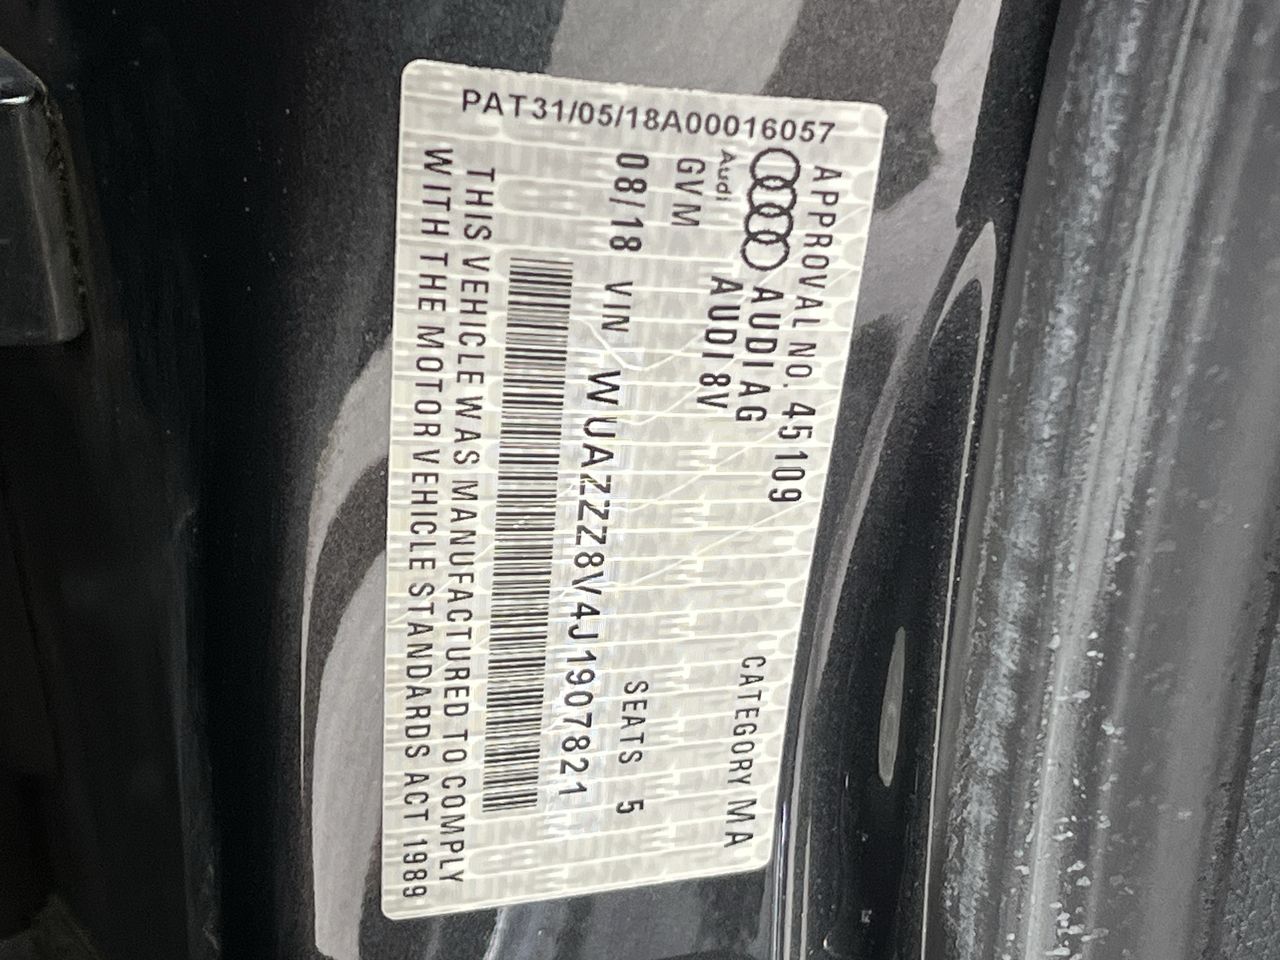 PAT31/05/18A00016057
APPROVAL NO. 45109
CATEGORY MA
AUDI AG
Audi
AUDI 8V
GVM
SEATS 5
08/18 VIN WUAZZZ8V4J1907821
THIS VEHICLE WAS MANUFACTURED TO COMPLY
WITH THE MOTOR VEHICLE STANDARDS ACT 1989